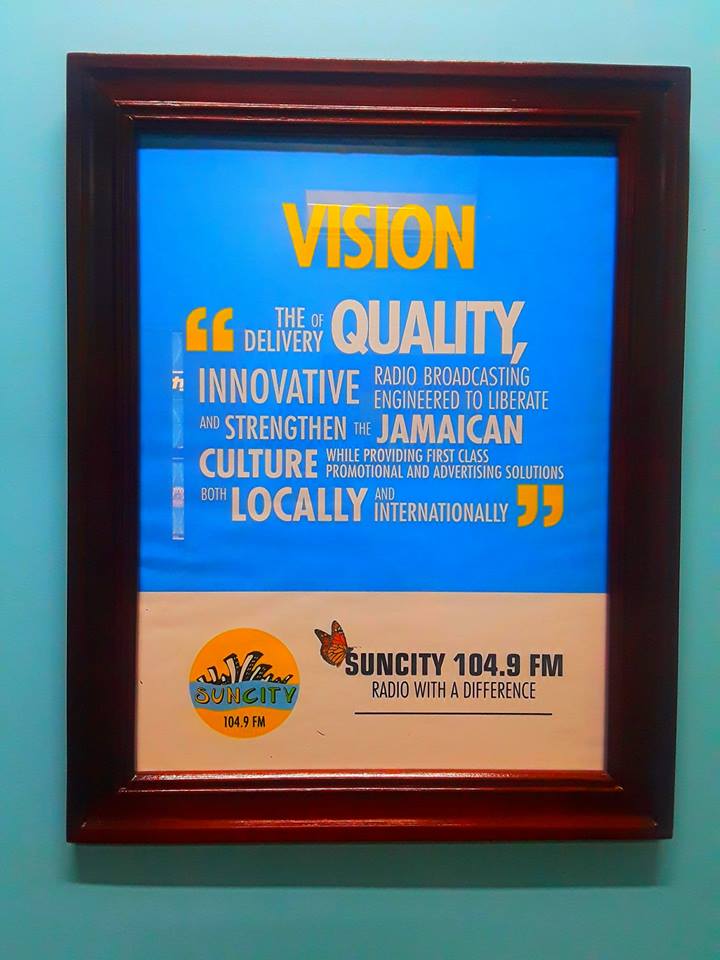 VISION
“ THE DELIVERY OF QUALITY,
INNOVATIVE RADIO BROADCASTING ENGINEERED TO LIBERATE
AND STRENGTHEN THE JAMAICAN
CULTURE WHILE PROVIDING FIRST CLASS PROMOTIONAL AND ADVERTISING SOLUTIONS
BOTH LOCALLY AND INTERNATIONALLY ”
SUNCITY
104.9 FM
SUNCITY 104.9 FM
RADIO WITH A DIFFERENCE